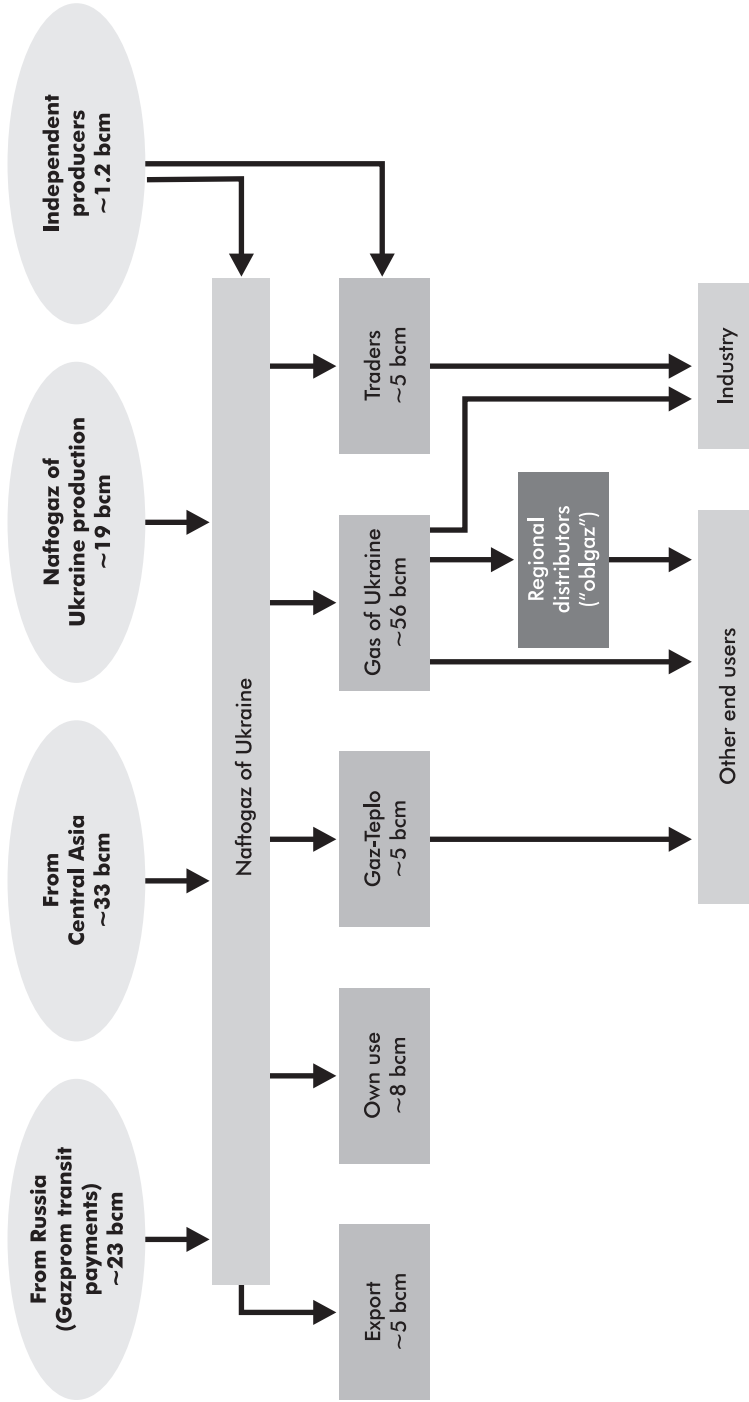 From Russia
(Gazprom transit
payments)
~23 bcm
From
Central Asia
~33 bcm
Naftogaz of
Ukraine production
~19 bcm
Independent
producers
~1.2 bcm
Naftogaz of Ukraine
Export
~5 bcm
Own use
~8 bcm
Gaz-Teplo
~5 bcm
Gas of Ukraine
~56 bcm
Traders
~5 bcm
Regional
distributors
(“oblgaz”)
Other end users
Industry